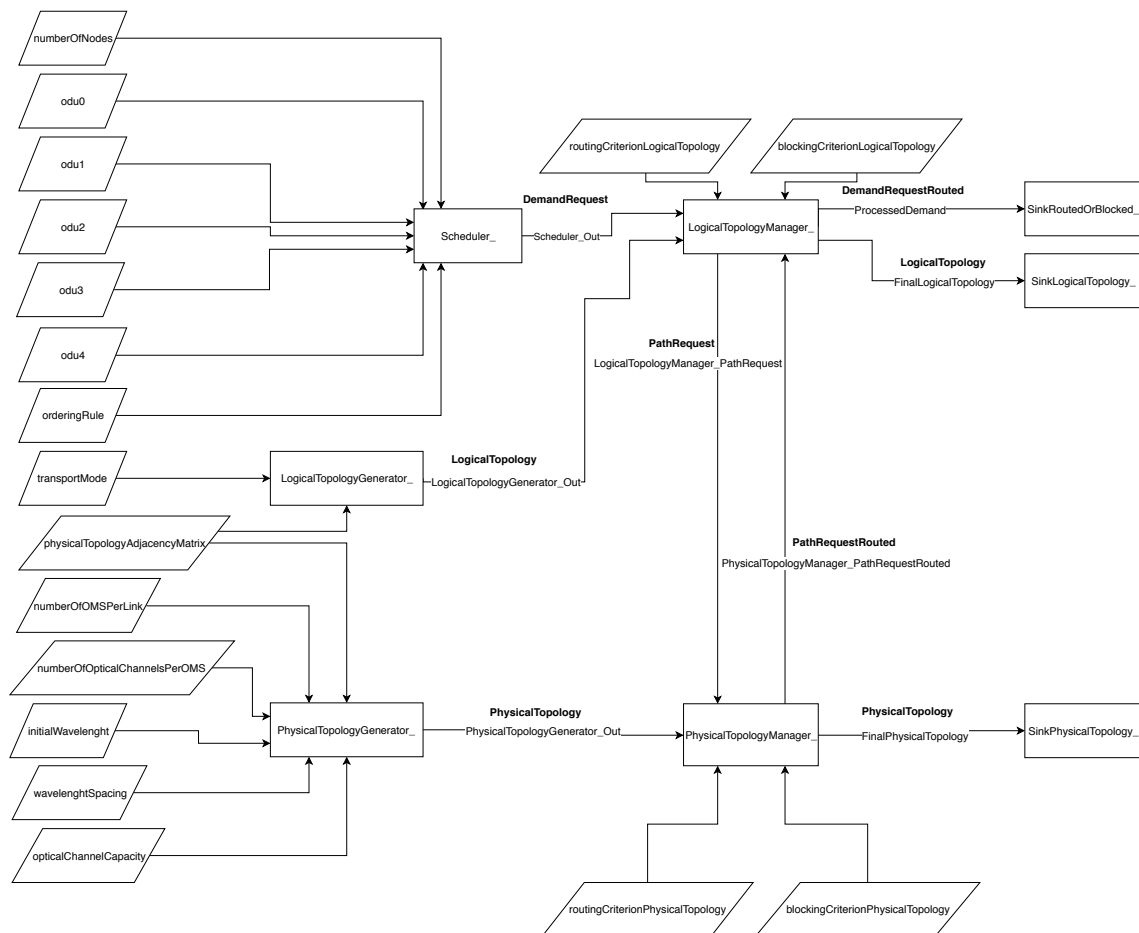 numberOfNodes
odu0
odu1
odu2
odu3
odu4
orderingRule
transportMode
physicalTopologyAdjacencyMatrix
numberOfOMSPerLink
numberOfOpticalChannelsPerOMS
initialWavelenght
wavelenghtSpacing
opticalChannelCapacity
Scheduler_
DemandRequest
Scheduler_Out
LogicalTopologyGenerator_
LogicalTopology
LogicalTopologyGenerator_Out
PhysicalTopologyGenerator_
PhysicalTopology
PhysicalTopologyGenerator_Out
routingCriterionLogicalTopology
blockingCriterionLogicalTopology
LogicalTopologyManager_
DemandRequestRouted
ProcessedDemand
SinkRoutedOrBlocked_
LogicalTopology
FinalLogicalTopology
SinkLogicalTopology_
PathRequest
LogicalTopologyManager_PathRequest
PathRequestRouted
PhysicalTopologyManager_PathRequestRouted
PhysicalTopologyManager_
PhysicalTopology
FinalPhysicalTopology
SinkPhysicalTopology_
routingCriterionPhysicalTopology
blockingCriterionPhysicalTopology